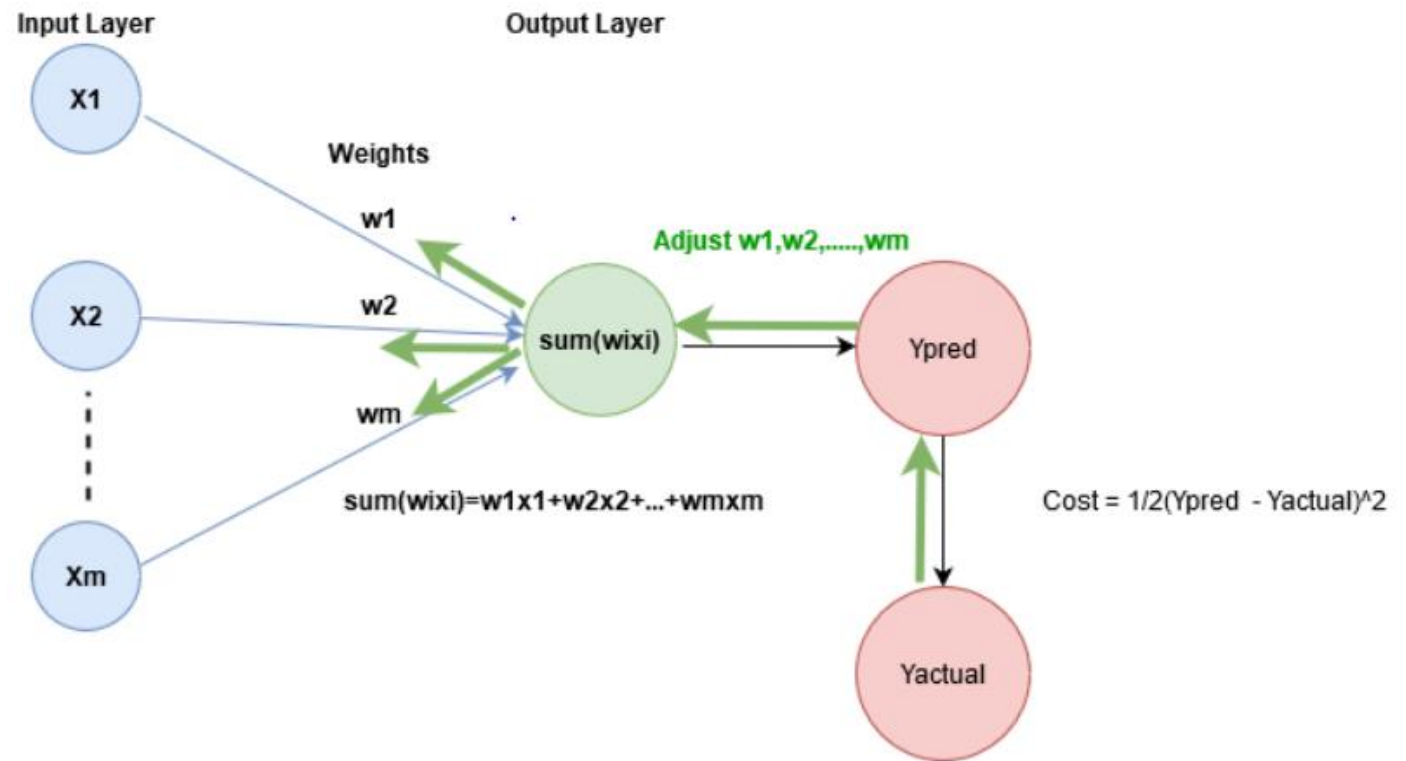 Input Layer
Output Layer
X1
Weights
w1
Adjust w1,w2,.....,wm
X2
w2
sum(wixi)
Ypred
wm
sum(wixi)=w1x1+w2x2+...+wmxm
Cost = 1/2(Ypred - Yactual)^2
Xm
Yactual